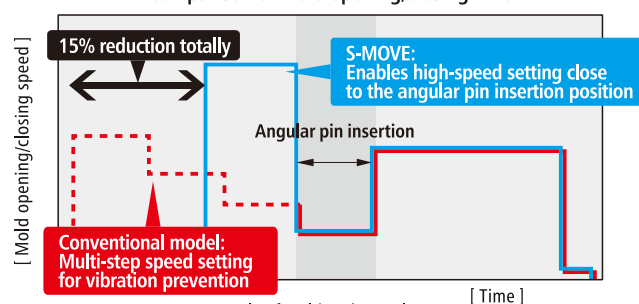 15% reduction totally
S-MOVE:
Enables high-speed setting close
to the angular pin insertion position
Angular pin insertion
[ Mold opening/closing speed ]
Conventional model:
Multi-step speed setting
for vibration prevention
[ Time ]